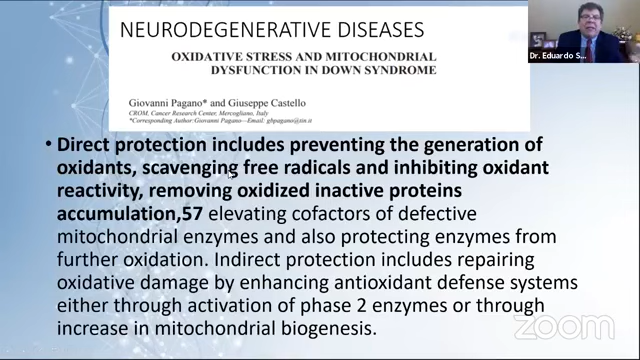 NEURODEGENERATIVE DISEASES
OXIDATIVE STRESS AND MITOCHONDRIAL
DYSFUNCTION IN DOWN SYNDROME
Giovanni Pagano* and Giuseppe Castello
CROM, Cancer Research Center, Mercogliano, Italy
*Corresponding Author: Giovanni Pagano—Email: gbpagano@tin.it
Dr. Eduardo S...
• Direct protection includes preventing the generation of
oxidants, scavenging free radicals and inhibiting oxidant
reactivity, removing oxidized inactive proteins
accumulation,57 elevating cofactors of defective
mitochondrial enzymes and also protecting enzymes from
further oxidation. Indirect protection includes repairing
oxidative damage by enhancing antioxidant defense systems
either through activation of phase 2 enzymes or through
increase in mitochondrial biogenesis.
zoom